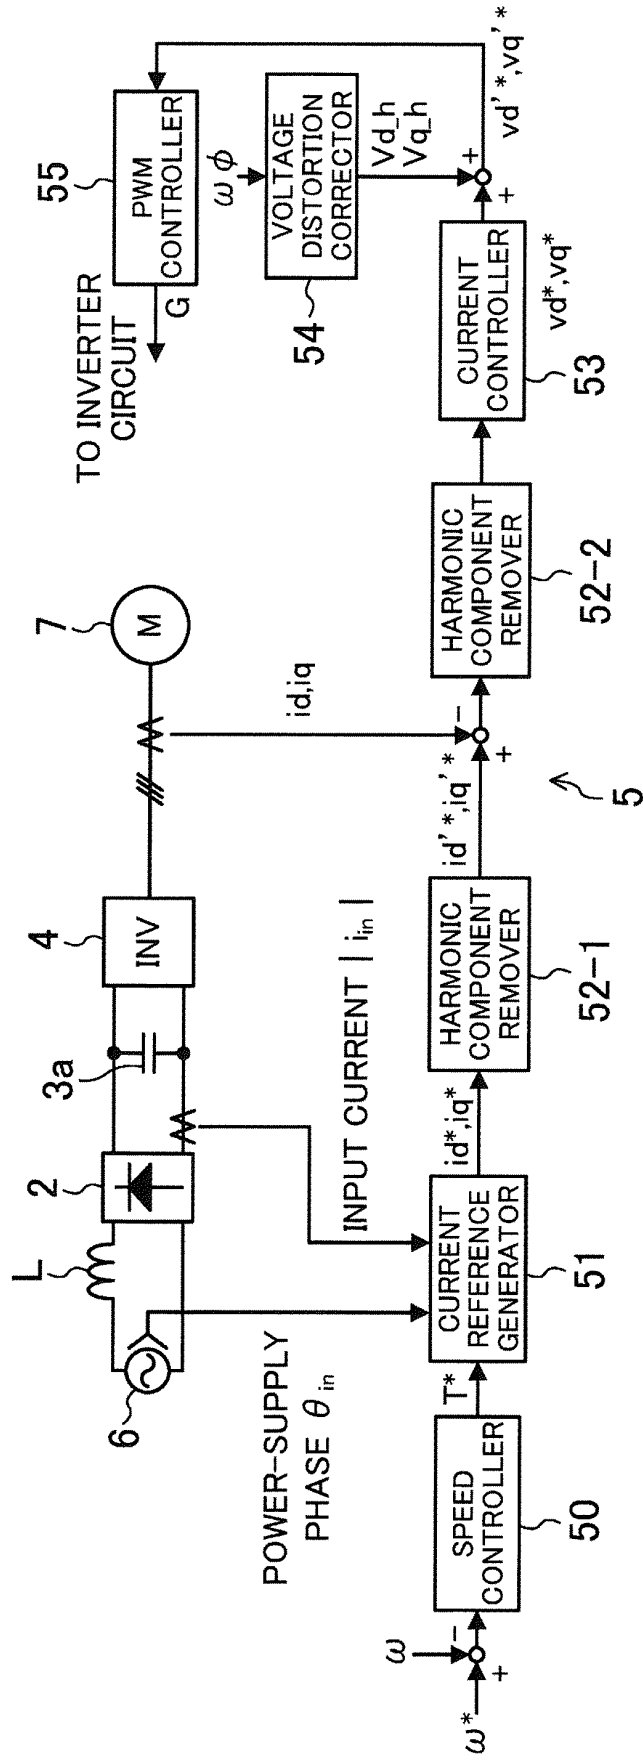 6
L
2
3a
4
7
M
INV
TO INVERTER
CIRCUIT
G
55
PWM
CONTROLLER
ω ϕ
VOLTAGE
DISTORTION
CORRECTOR
54
Vd_h
Vq_h
vd'*,vq'*
POWER-SUPPLY
PHASE θin
INPUT CURRENT | iin |
id,iq
ω*
ω
+
−
SPEED
CONTROLLER
50
T*
CURRENT
REFERENCE
GENERATOR
51
id*,iq*
HARMONIC
COMPONENT
REMOVER
52-1
id'*,iq'*
+
−
5
HARMONIC
COMPONENT
REMOVER
52-2
CURRENT
CONTROLLER
53
vd*,vq*
+
+